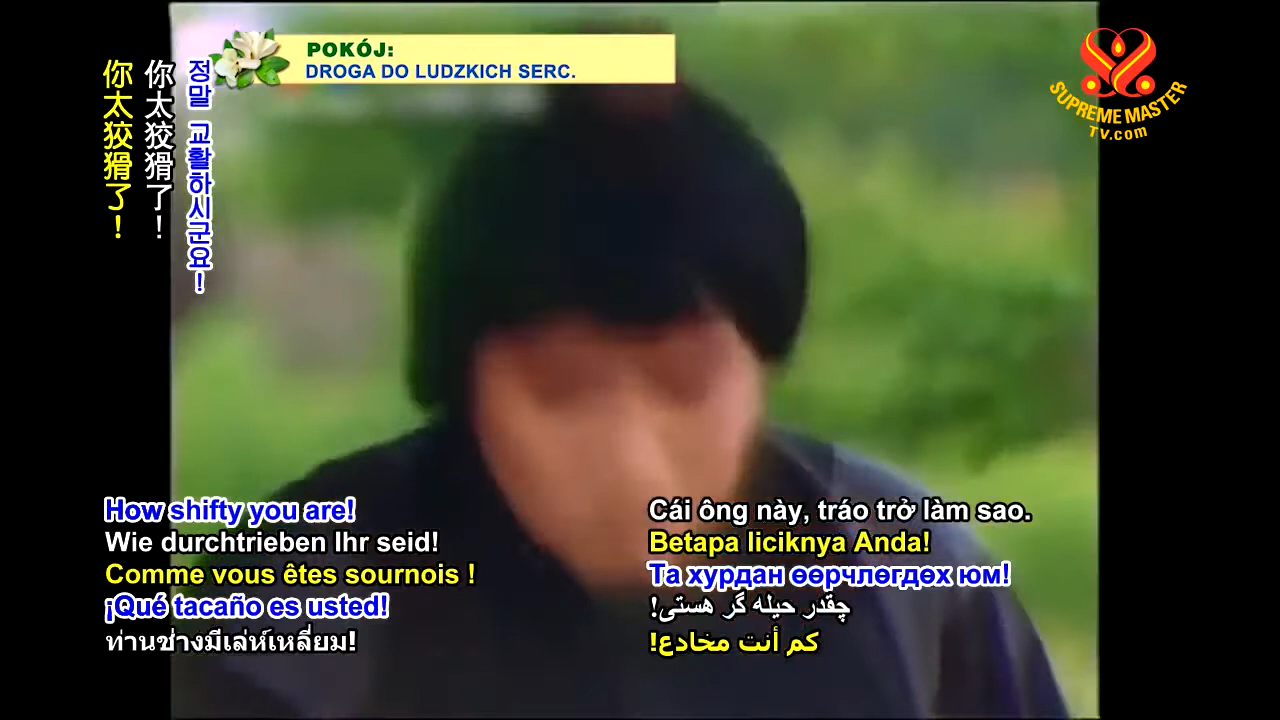 POKÓJ:
DROGA DO LUDZKICH SERC.
SUPREME MASTER
TV.com
你太狡猾了！
你太狡猾了！
정말 교활하시군요!
How shifty you are!
Wie durchtrieben Ihr seid!
Comme vous êtes sournois !
¡Qué tacaño es usted!
ท่านช่างมีเล่ห์เหลี่ยม!
Cái ông này, tráo trở làm sao.
Betapa liciknya Anda!
Та хурдан өөрчлөгдөх юм!
چقدر حیله گر هستی!
كم أنت مخادع!